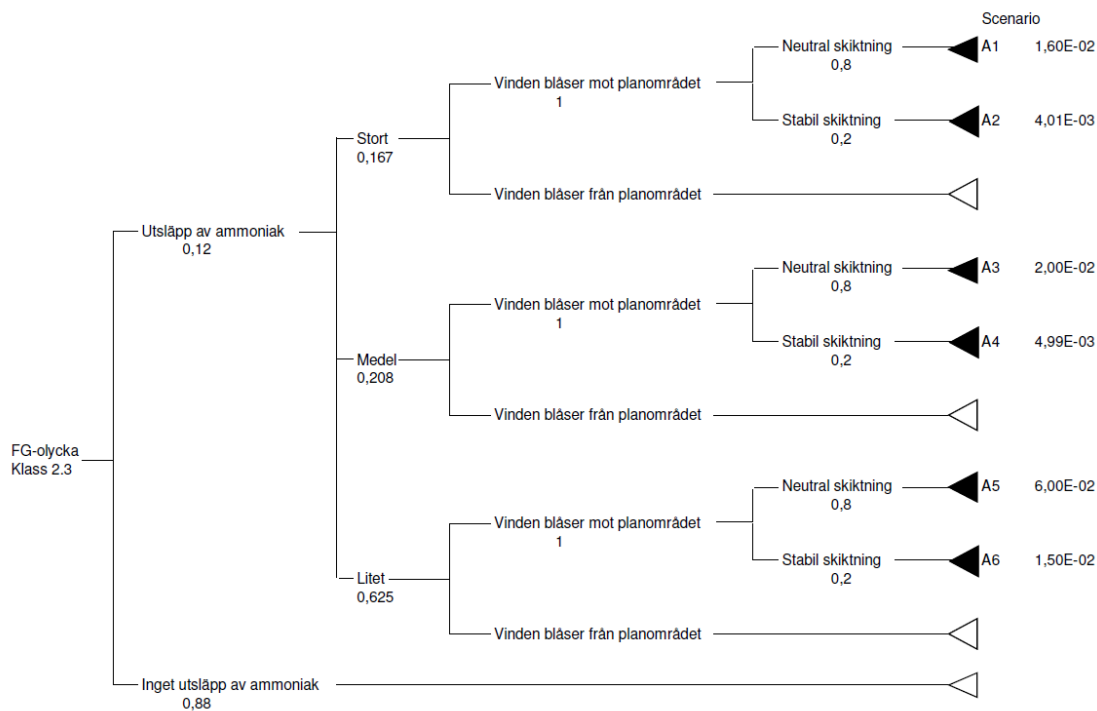 Scenario
Neutral skiktning A1 1,60E-02
0,8
Vinden blåser mot planområdet
1
Stabil skiktning A2 4,01E-03
0,2
Stort
0,167
Vinden blåser från planområdet
Utsläpp av ammoniak
0,12
Neutral skiktning A3 2,00E-02
0,8
Vinden blåser mot planområdet
1
Stabil skiktning A4 4,99E-03
0,2
Medel
0,208
Vinden blåser från planområdet
FG-olycka
Klass 2.3
Neutral skiktning A5 6,00E-02
0,8
Vinden blåser mot planområdet
1
Stabil skiktning A6 1,50E-02
0,2
Litet
0,625
Vinden blåser från planområdet
Inget utsläpp av ammoniak
0,88